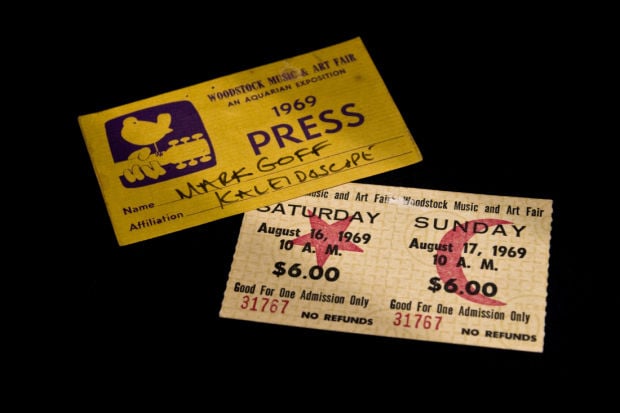 WOODSTOCK MUSIC & ART FAIR
AN AQUARIAN EXPOSITION
1969
PRESS
Name MARK GOFF
Affiliation KALEIDOSCOPE
Music and Art Fair Woodstock Music and Art Fair
SATURDAY
August 16, 1969
10 A. M.
$6.00
Good For One Admission Only
31767
NO REFUNDS
SUNDAY
August 17, 1969
10 A. M.
$6.00
Good For One Admission Only
31767
NO REFUNDS